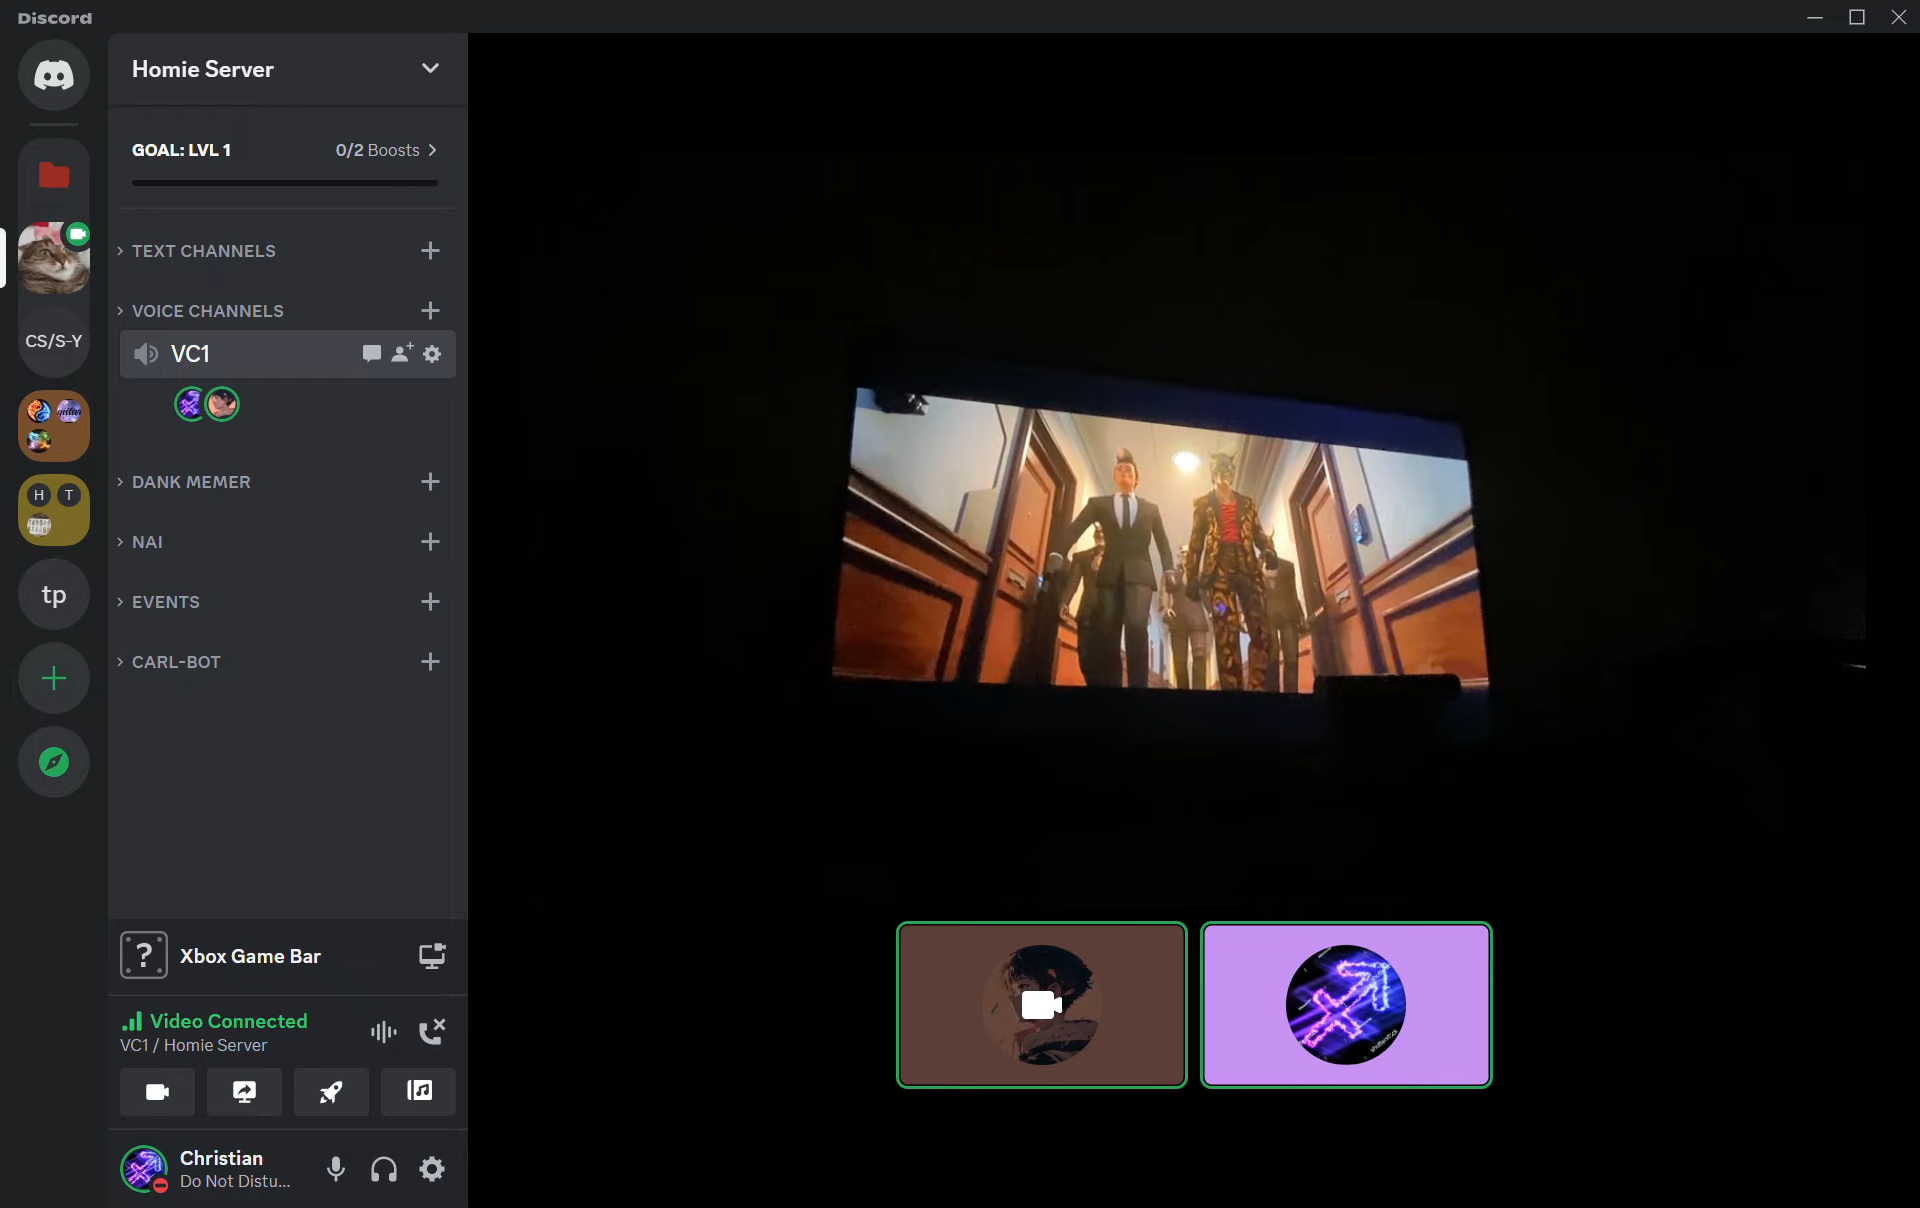 Discord
Homie Server
GOAL: LVL 1
0/2 Boosts
TEXT CHANNELS
VOICE CHANNELS
VC1
CS/S-Y
DANK MEMER
H T
NAI
tp
EVENTS
CARL-BOT
?
Xbox Game Bar
Video Connected
VC1 / Homie Server
Christian
Do Not Distu...